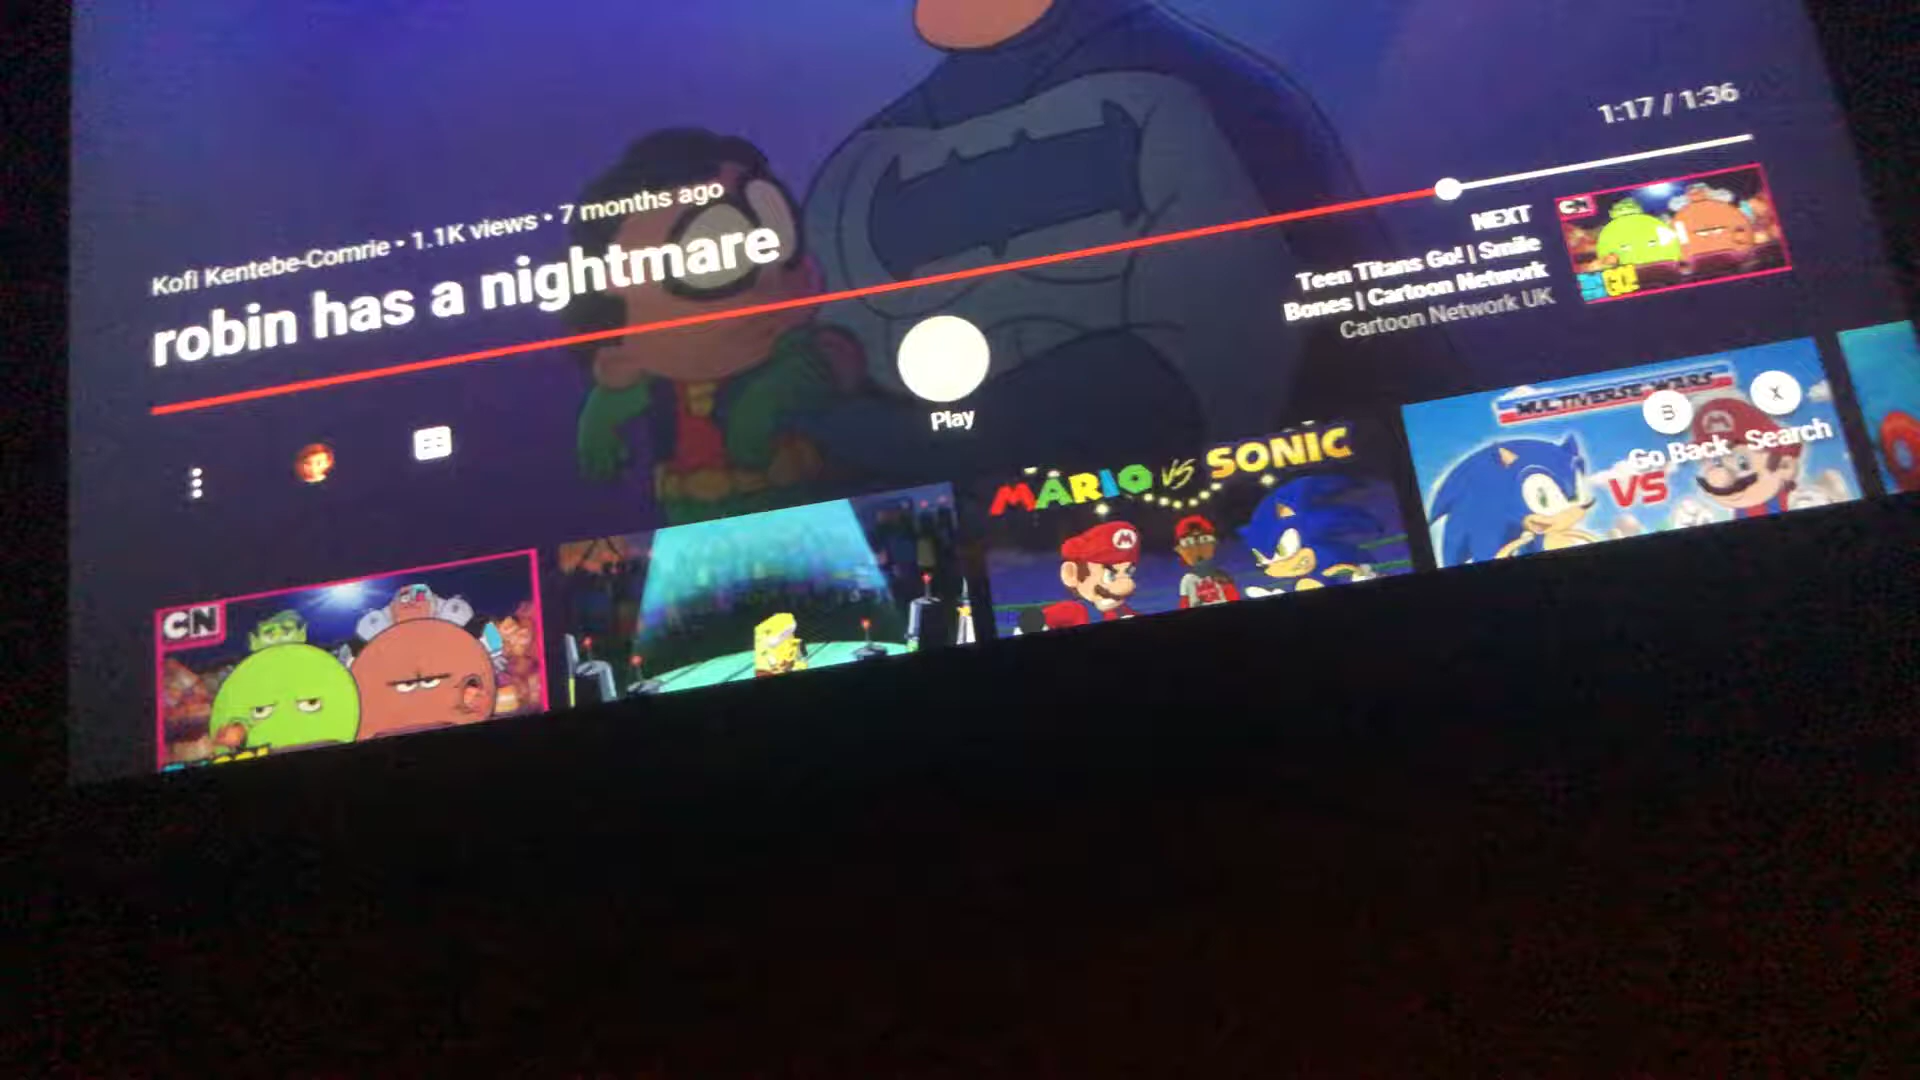 1:17 / 1:36
Kofi Kentebe-Comrie • 1.1K views • 7 months ago
robin has a nightmare
NEXT
Teen Titans Go! | Smile
Bones | Cartoon Network
Cartoon Network UK
CN
GO!
Play
MULTIVERSE WARS
VS
B
X
Go Back
Search
MARIO VS SONIC
M
CN